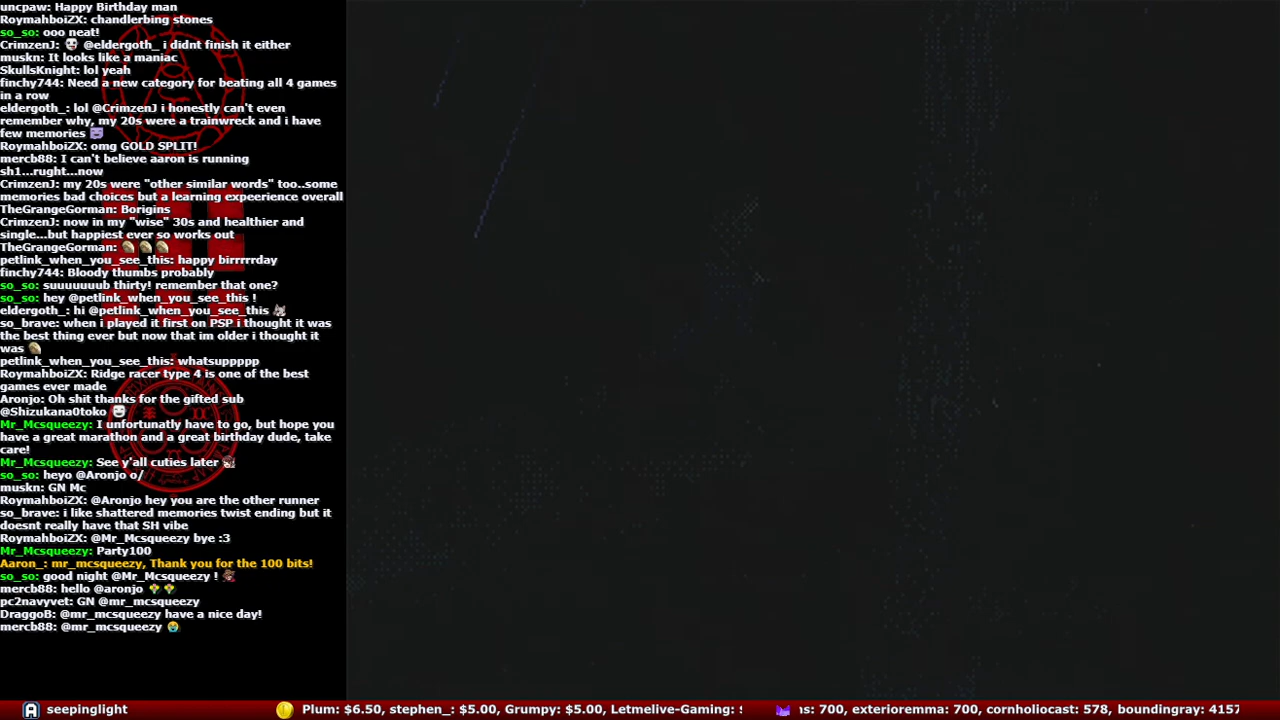 uncpaw: Happy Birthday man
RoymahboiZX: chandlerbing stones
so_so: ooo neat!
CrimzenJ: @eldergoth_ i didnt finish it either
muskn: It looks like a maniac
SkullsKnight: lol yeah
finchy744: Need a new category for beating all 4 games
in a row
eldergoth_: lol @CrimzenJ i honestly can't even
remember why, my 20s were a trainwreck and i have
few memories
RoymahboiZX: omg GOLD SPLIT!
mercb88: I can't believe aaron is running
sh1...rught...now
CrimzenJ: my 20s were "other similar words" too..some
memories bad choices but a learning expeerience overall
TheGrangeGorman: Borigins
CrimzenJ: now in my "wise" 30s and healthier and
single...but happiest ever so works out
TheGrangeGorman:
petlink_when_you_see_this: happy birrrrrday
finchy744: Bloody thumbs probably
so_so: suuuuuuub thirty! remember that one?
so_so: hey @petlink_when_you_see_this !
eldergoth_: hi @petlink_when_you_see_this
so_brave: when i played it first on PSP i thought it was
the best thing ever but now that im older i thought it
was
petlink_when_you_see_this: whatsuppppp
RoymahboiZX: Ridge racer type 4 is one of the best
games ever made
Aronjo: Oh shit thanks for the gifted sub
@Shizukana0toko
Mr_Mcsqueezy: I unfortunatly have to go, but hope you
have a great marathon and a great birthday dude, take
care!
Mr_Mcsqueezy: See y'all cuties later
so_so: heyo @Aronjo o/
muskn: GN Mc
RoymahboiZX: @Aronjo hey you are the other runner
so_brave: i like shattered memories twist ending but it
doesnt really have that SH vibe
RoymahboiZX: @Mr_Mcsqueezy bye :3
Mr_Mcsqueezy: Party100
Aaron_: mr_mcsqueezy, Thank you for the 100 bits!
so_so: good night @Mr_Mcsqueezy !
mercb88: hello @aronjo
pc2navyvet: GN @mr_mcsqueezy
DraggoB: @mr_mcsqueezy have a nice day!
mercb88: @mr_mcsqueezy
seepinglight Plum: $6.50, stephen_: $5.00, Grumpy: $5.00, Letmelive-Gaming: 700, exterioremma: 700, cornholiocast: 578, boundingray: 4157